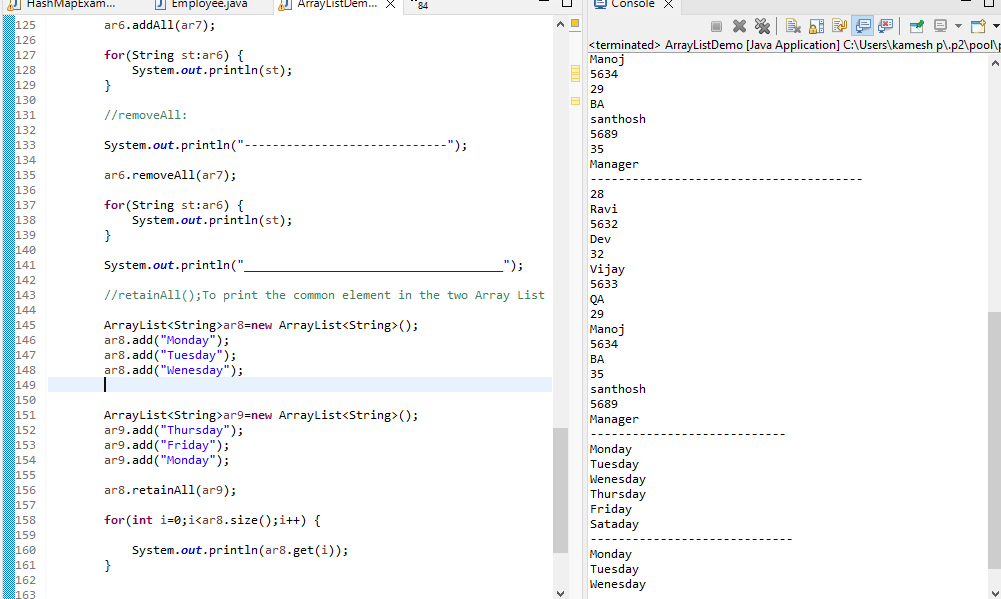 HashMapExam...
Employee.java
ArrayListDem...
84
125 ar6.addAll(ar7);
126
127 for(String st:ar6) {
128 System.out.println(st);
129 }
130
131 //removeAll:
132
133 System.out.println("-----------------------------");
134
135 ar6.removeAll(ar7);
136
137 for(String st:ar6) {
138 System.out.println(st);
139 }
140
141 System.out.println("_____________________________________");
142
143 //retainAll();To print the common element in the two Array List
144
145 ArrayList<String>ar8=new ArrayList<String>();
146 ar8.add("Monday");
147 ar8.add("Tuesday");
148 ar8.add("Wenesday");
149
150
151 ArrayList<String>ar9=new ArrayList<String>();
152 ar9.add("Thursday");
153 ar9.add("Friday");
154 ar9.add("Monday");
155
156 ar8.retainAll(ar9);
157
158 for(int i=0;i<ar8.size();i++) {
159
160 System.out.println(ar8.get(i));
161 }
162
163
Console
<terminated> ArrayListDemo [Java Application] C:\Users\kamesh p\.p2\pool\p
Manoj
5634
29
BA
santhosh
5689
35
Manager
---------------------------------------
28
Ravi
5632
Dev
32
Vijay
5633
QA
29
Manoj
5634
BA
35
santhosh
5689
Manager
----------------------------
Monday
Tuesday
Wenesday
Thursday
Friday
Sataday
-----------------------------
Monday
Tuesday
Wenesday